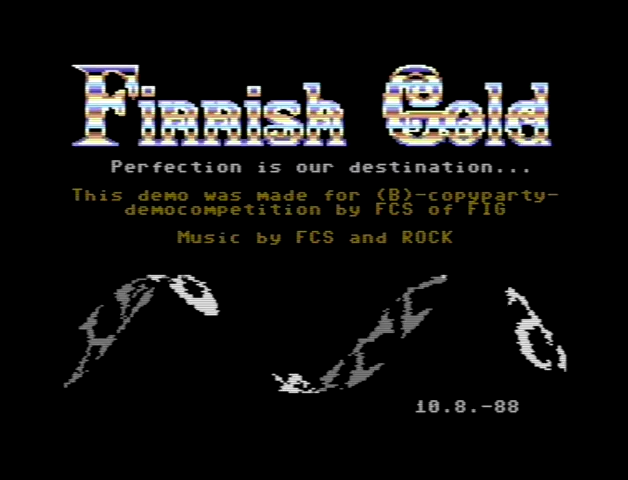 Finnish Gold
Perfection is our destination...
This demo was made for (B)-copyparty-
democompetition by FCS of FIG
Music by FCS and ROCK
10.8.-88